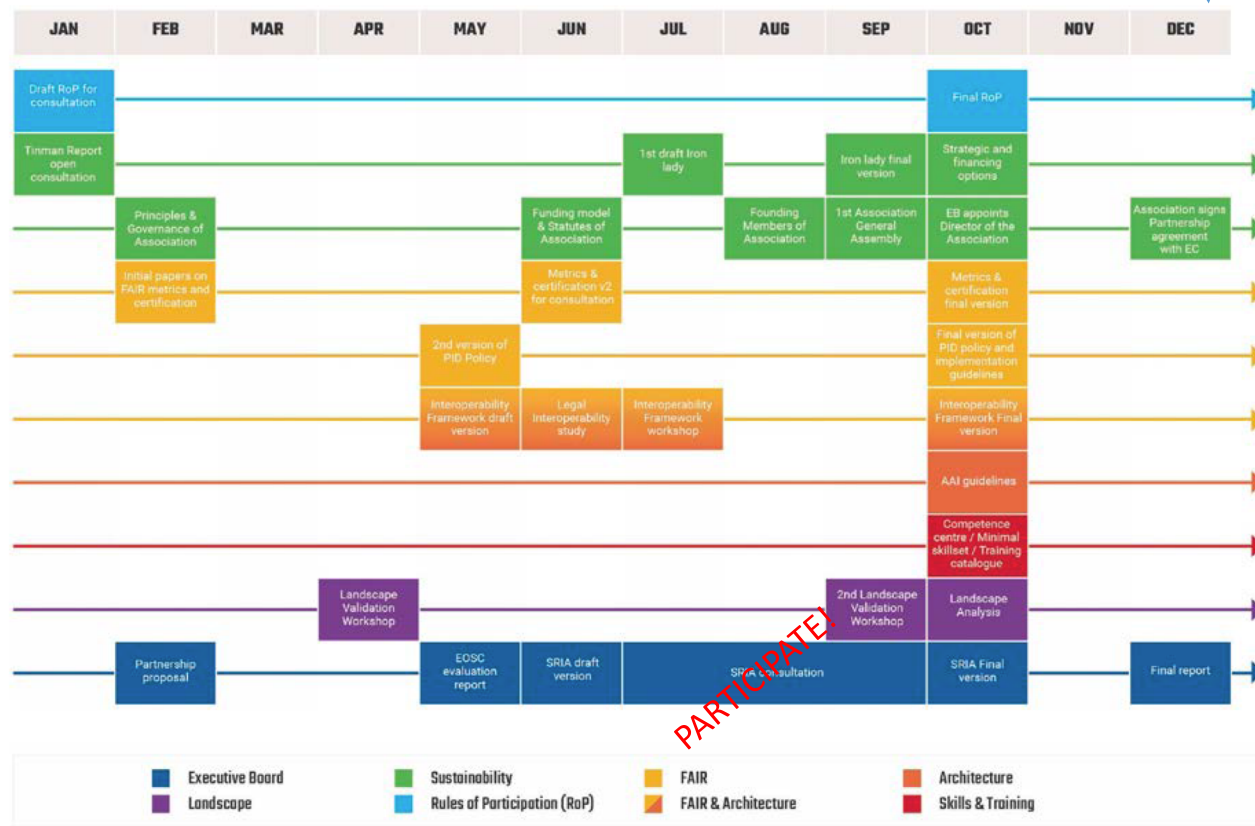 JAN FEB MAR APR MAY JUN JUL AUG SEP OCT NOV DEC
Draft RoP for
consultation
Final RoP
Tinman Report
open
consultation
1st draft Iron
lady
Iron lady final
version
Strategic and
financing
options
Principles &
Governance of
Association
Funding model
& Statutes of
Association
Founding
Members of
Association
1st Association
General
Assembly
EB appoints
Director of the
Association
Association signs
Partnership
agreement
with EC
Initial papers on
FAIR metrics and
certification
Metrics &
certification v2
for consultation
Metrics &
certification
final version
2nd version of
PID Policy
Final version of
PID policy and
implementation
guidelines
Interoperability
Framework draft
version
Legal
Interoperability
study
Interoperability
Framework
workshop
Interoperability
Framework Final
version
AAI guidelines
Competence
centre / Minimal
skillset / Training
catalogue
Landscape
Validation
Workshop
2nd Landscape
Validation
Workshop
Landscape
Analysis
Partnership
proposal
EOSC
evaluation
report
SRIA draft
version
SRIA consultation
PARTICIPATE!
SRIA Final
version
Final report
Executive Board
Sustainability
FAIR
Architecture
Landscape
Rules of Participation (RoP)
FAIR & Architecture
Skills & Training